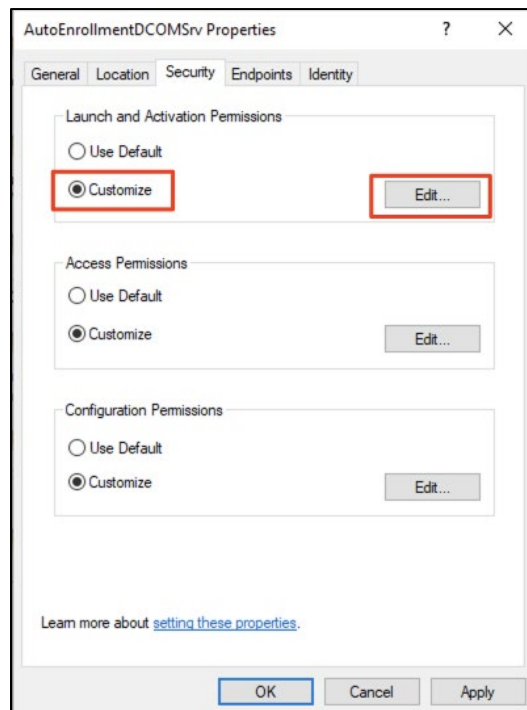 AutoEnrollmentDCOMSrv Properties ? ×
General Location Security Endpoints Identity
Launch and Activation Permissions
Use Default
Customize Edit...
Access Permissions
Use Default
Customize Edit...
Configuration Permissions
Use Default
Customize Edit...
Learn more about setting these properties.
OK Cancel Apply